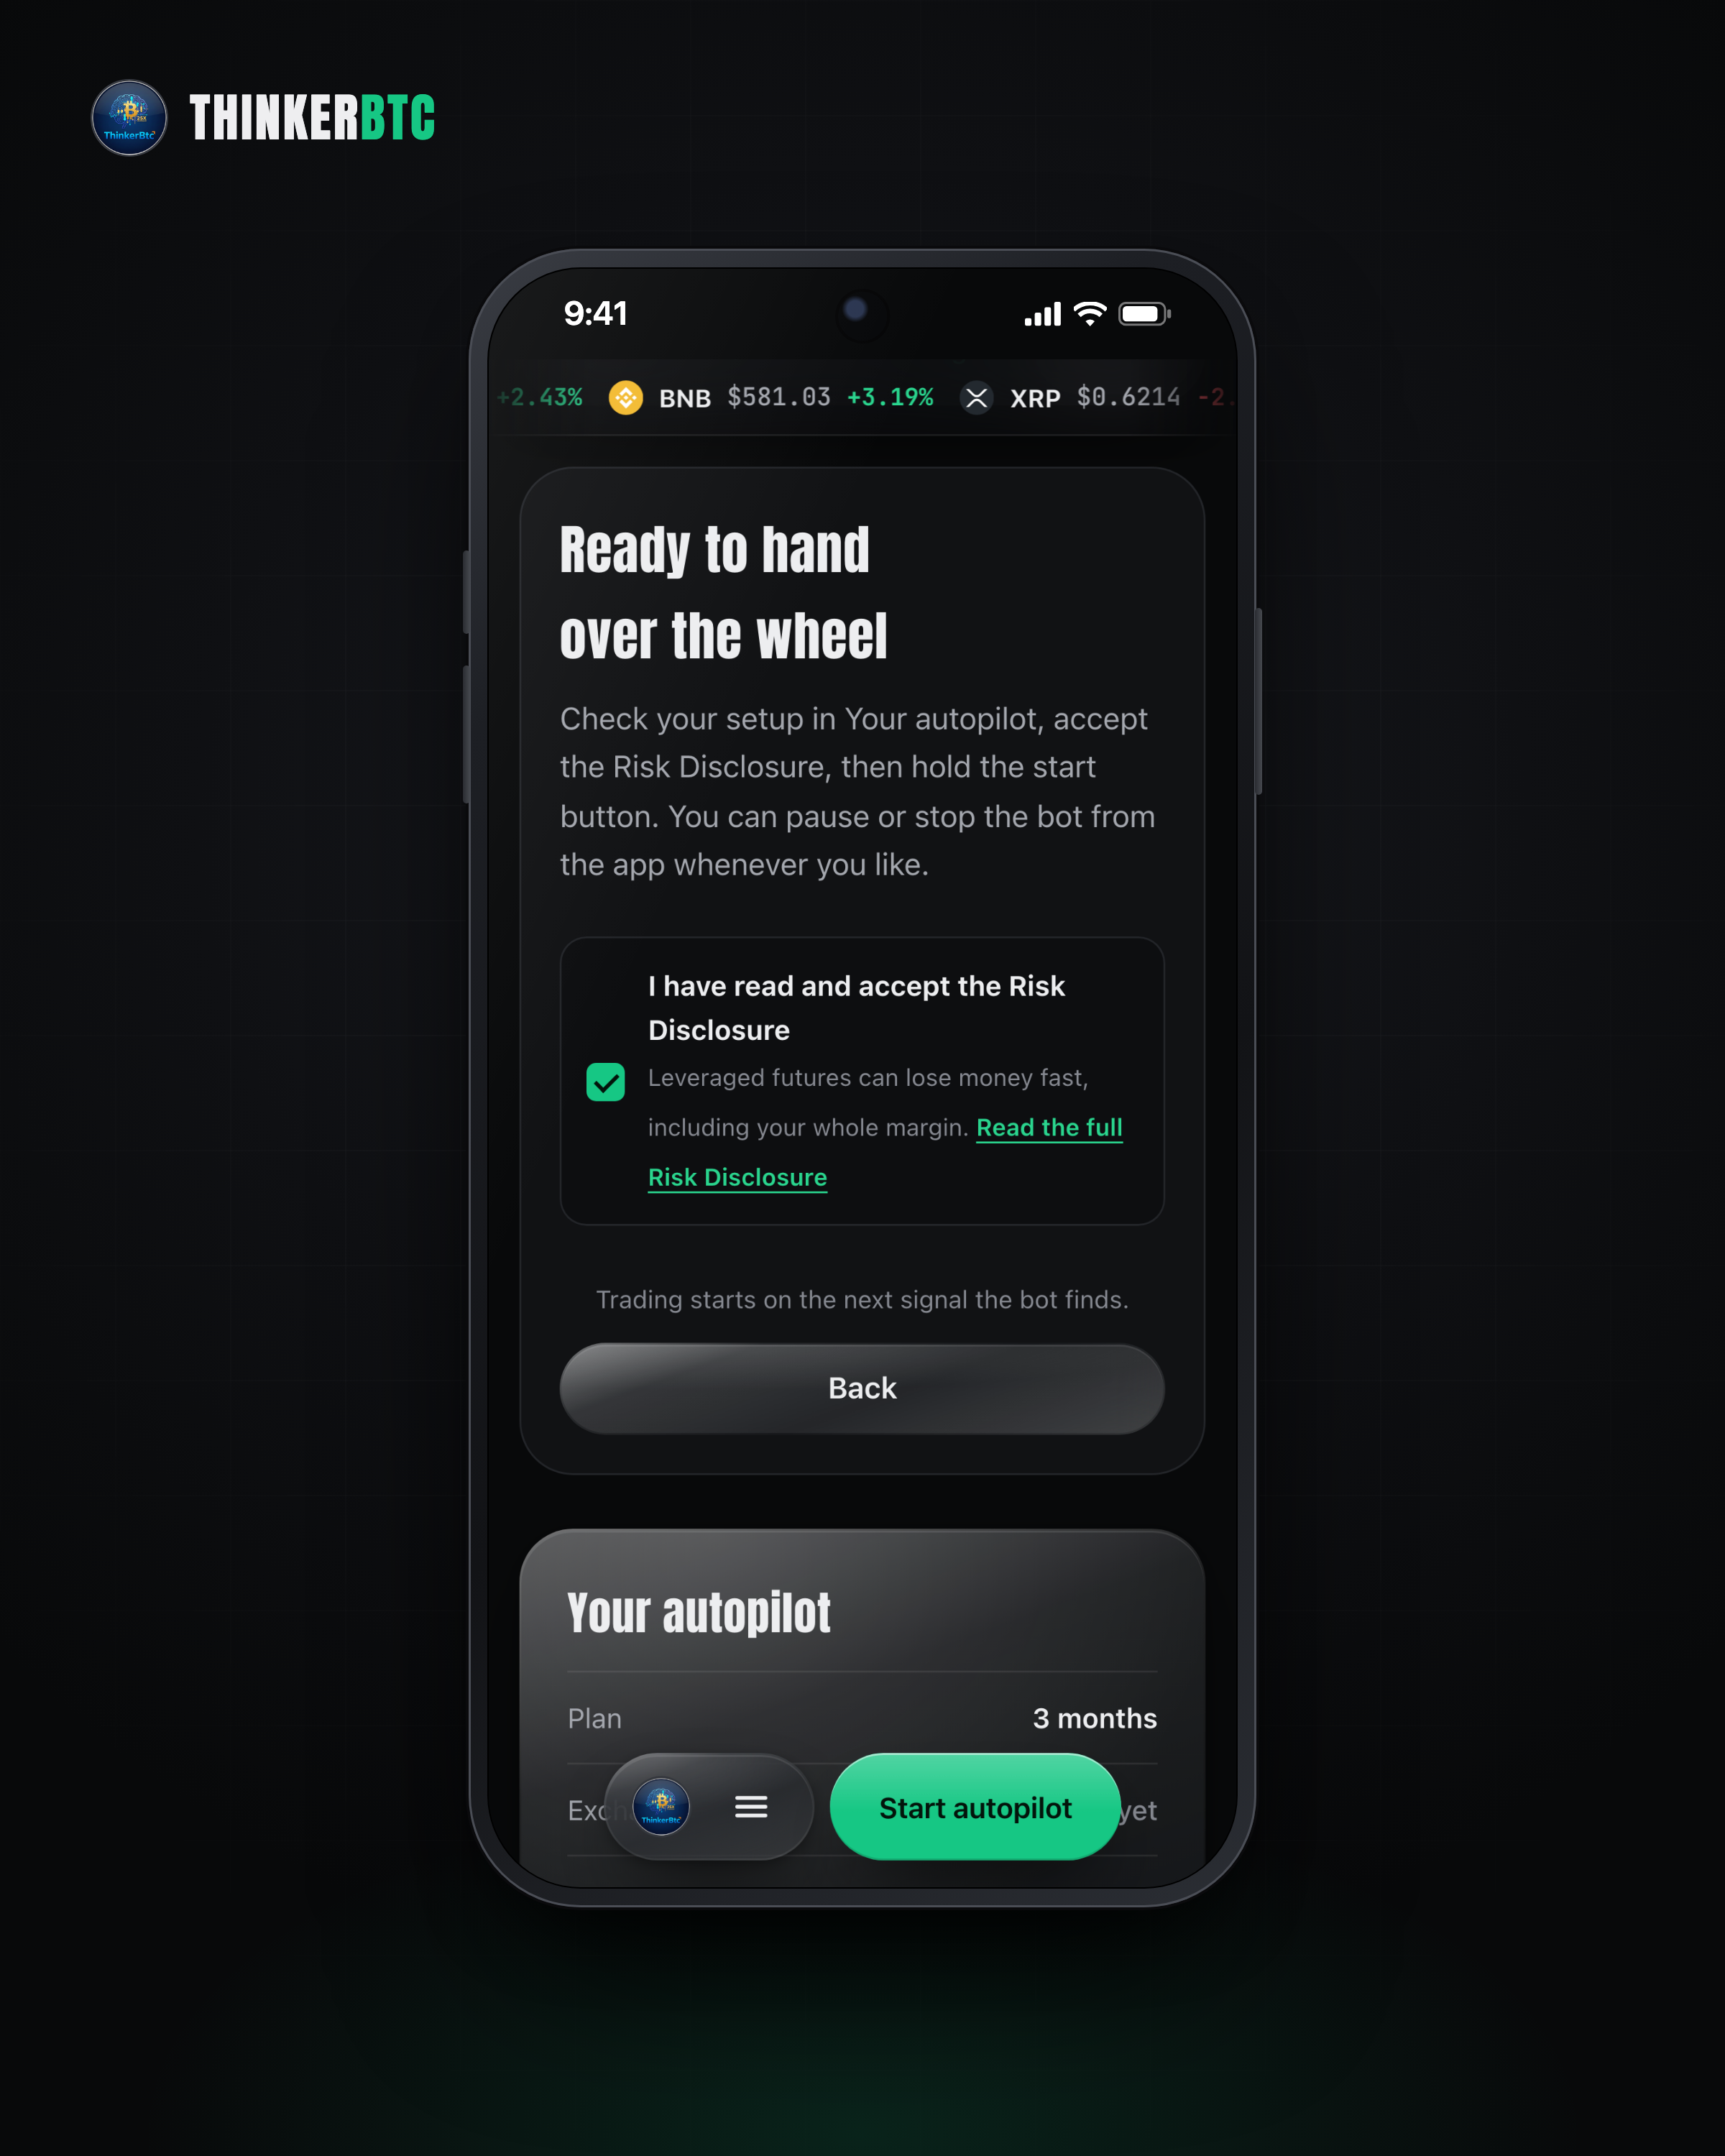 THINKERBTC
ThinkerBtc
9:41
+2.43% BNB $581.03 +3.19% XRP $0.6214 -2.
Ready to hand
over the wheel
Check your setup in Your autopilot, accept
the Risk Disclosure, then hold the start
button. You can pause or stop the bot from
the app whenever you like.
I have read and accept the Risk
Disclosure
Leveraged futures can lose money fast,
including your whole margin. Read the full
Risk Disclosure
Trading starts on the next signal the bot finds.
Back
Your autopilot
Plan 3 months
Exch yet
ThinkerBtc
Start autopilot